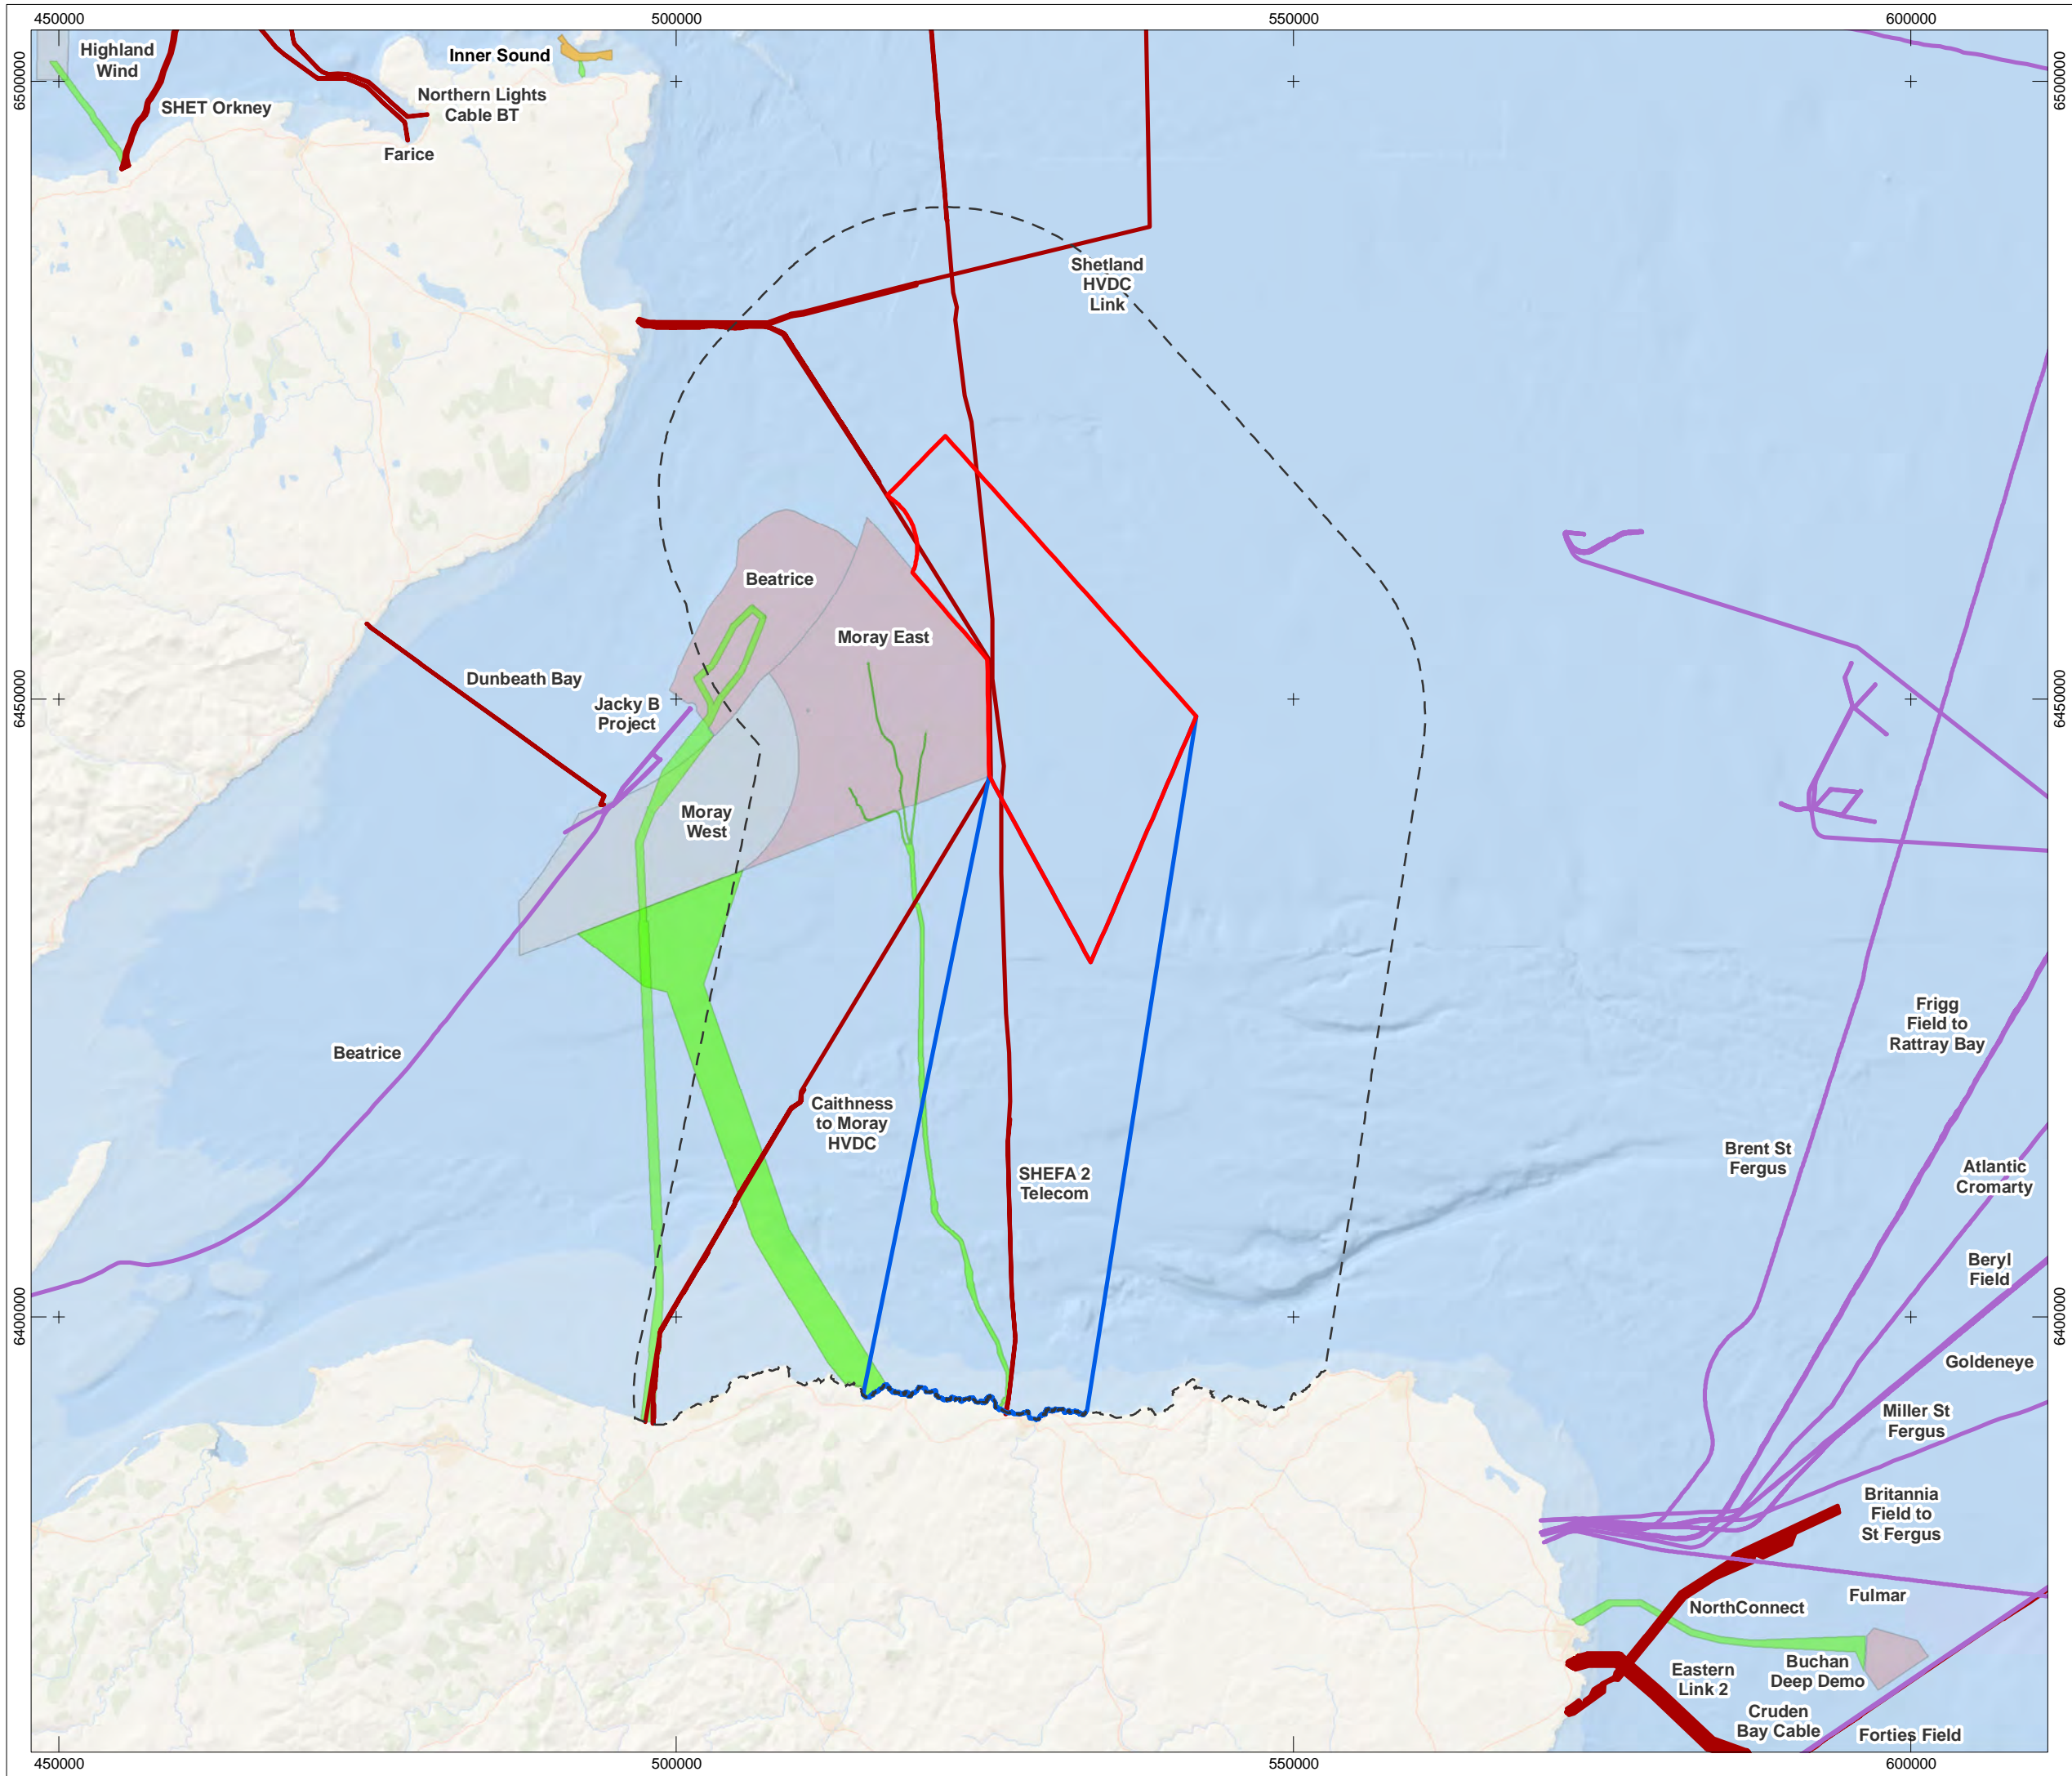 450000
500000
550000
600000
6500000
6500000
Highland
Wind
SHET Orkney
Northern Lights
Cable BT
Farice
Inner Sound
Shetland
HVDC
Link
Beatrice
Moray East
Dunbeath Bay
Jacky B
Project
6450000
6450000
Moray
West
Beatrice
Caithness
to Moray
HVDC
SHEFA 2
Telecom
Frigg
Field to
Rattray Bay
Brent St
Fergus
Atlantic
Cromarty
Beryl
Field
6400000
6400000
Goldeneye
Miller St
Fergus
Britannia
Field to
St Fergus
Fulmar
NorthConnect
Buchan
Deep Demo
Eastern
Link 2
Cruden
Bay Cable
Forties Field
450000
500000
550000
600000